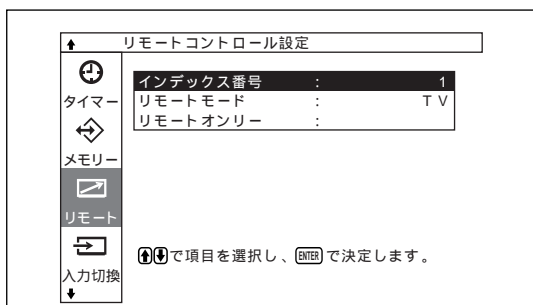 リモートコントロール設定
タイマー
メモリー
リモート
入力切換
インデックス番号 : 1
リモートモード : TV
リモートオンリー :
で項目を選択し、ENTERで決定します。